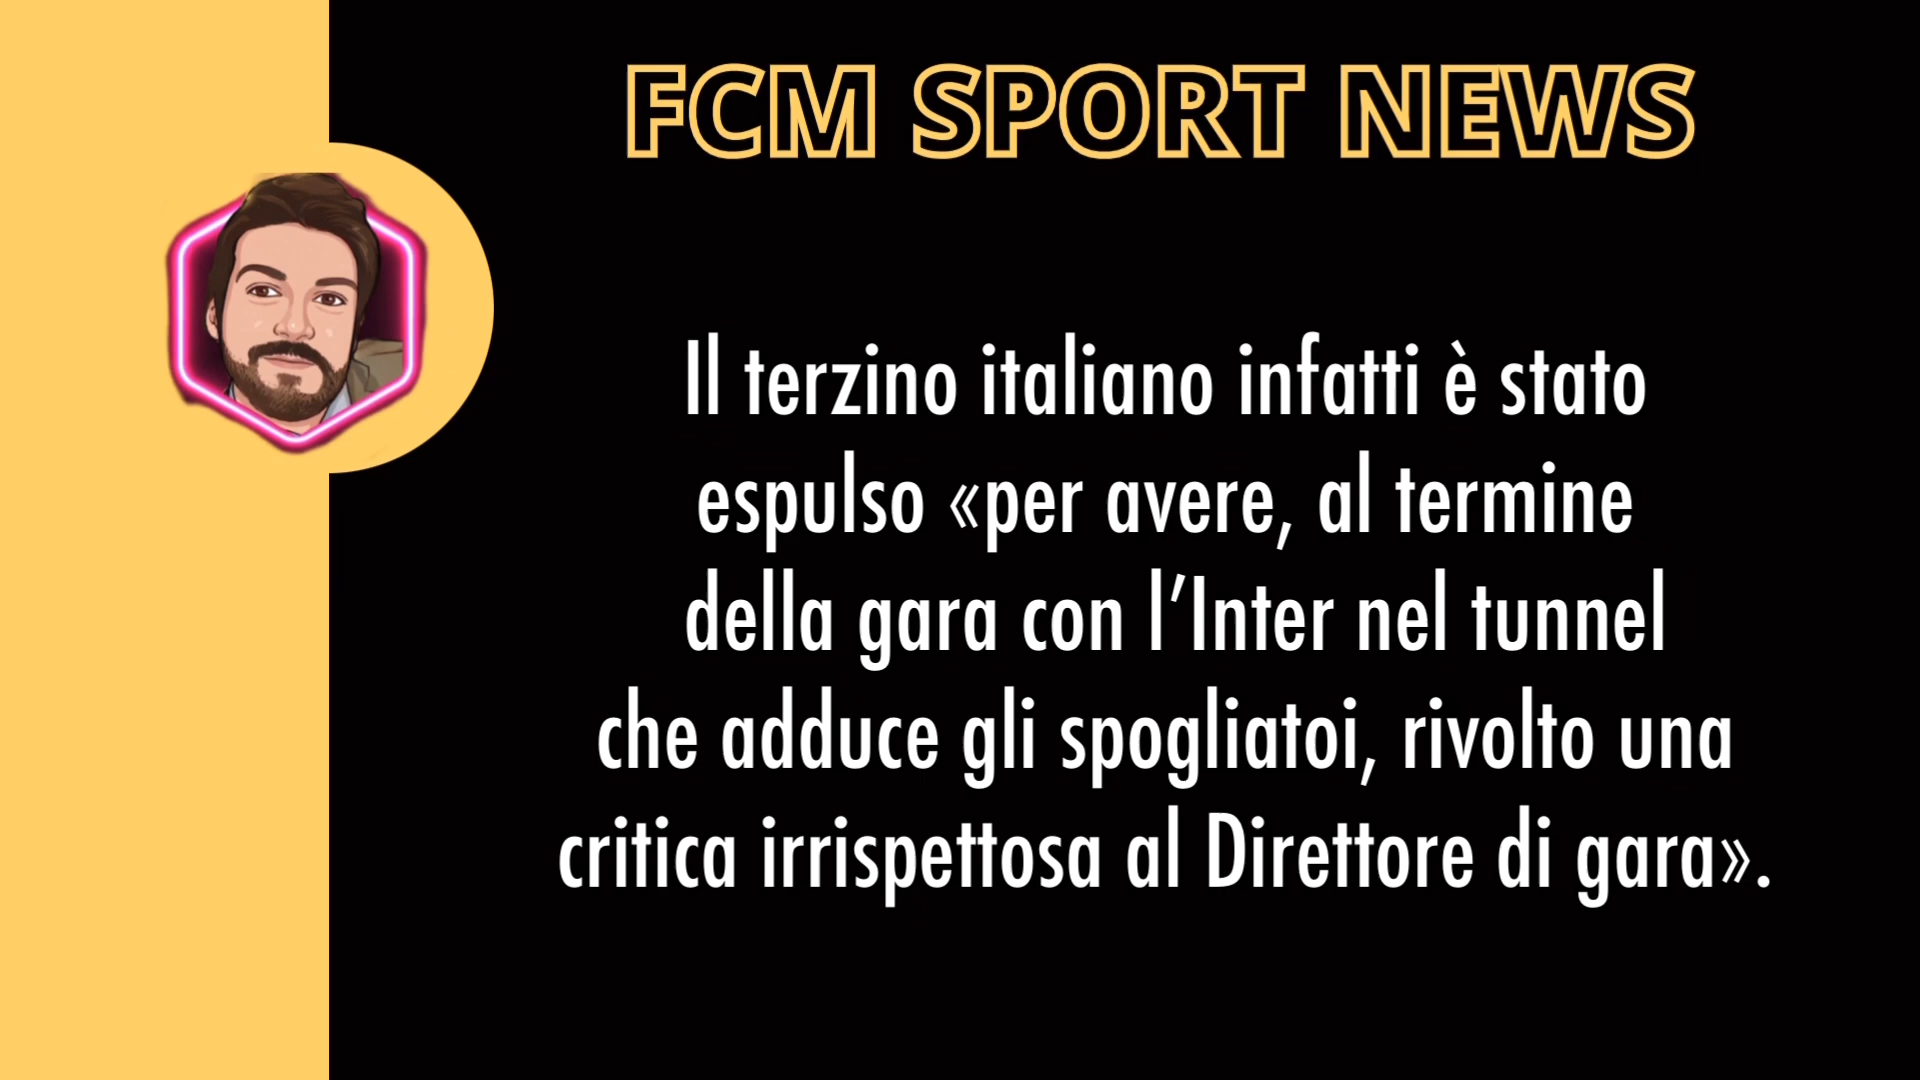 FCM SPORT NEWS
Il terzino italiano infatti è stato
espulso «per avere, al termine
della gara con l’Inter nel tunnel
che adduce gli spogliatoi, rivolto una
critica irrispettosa al Direttore di gara».